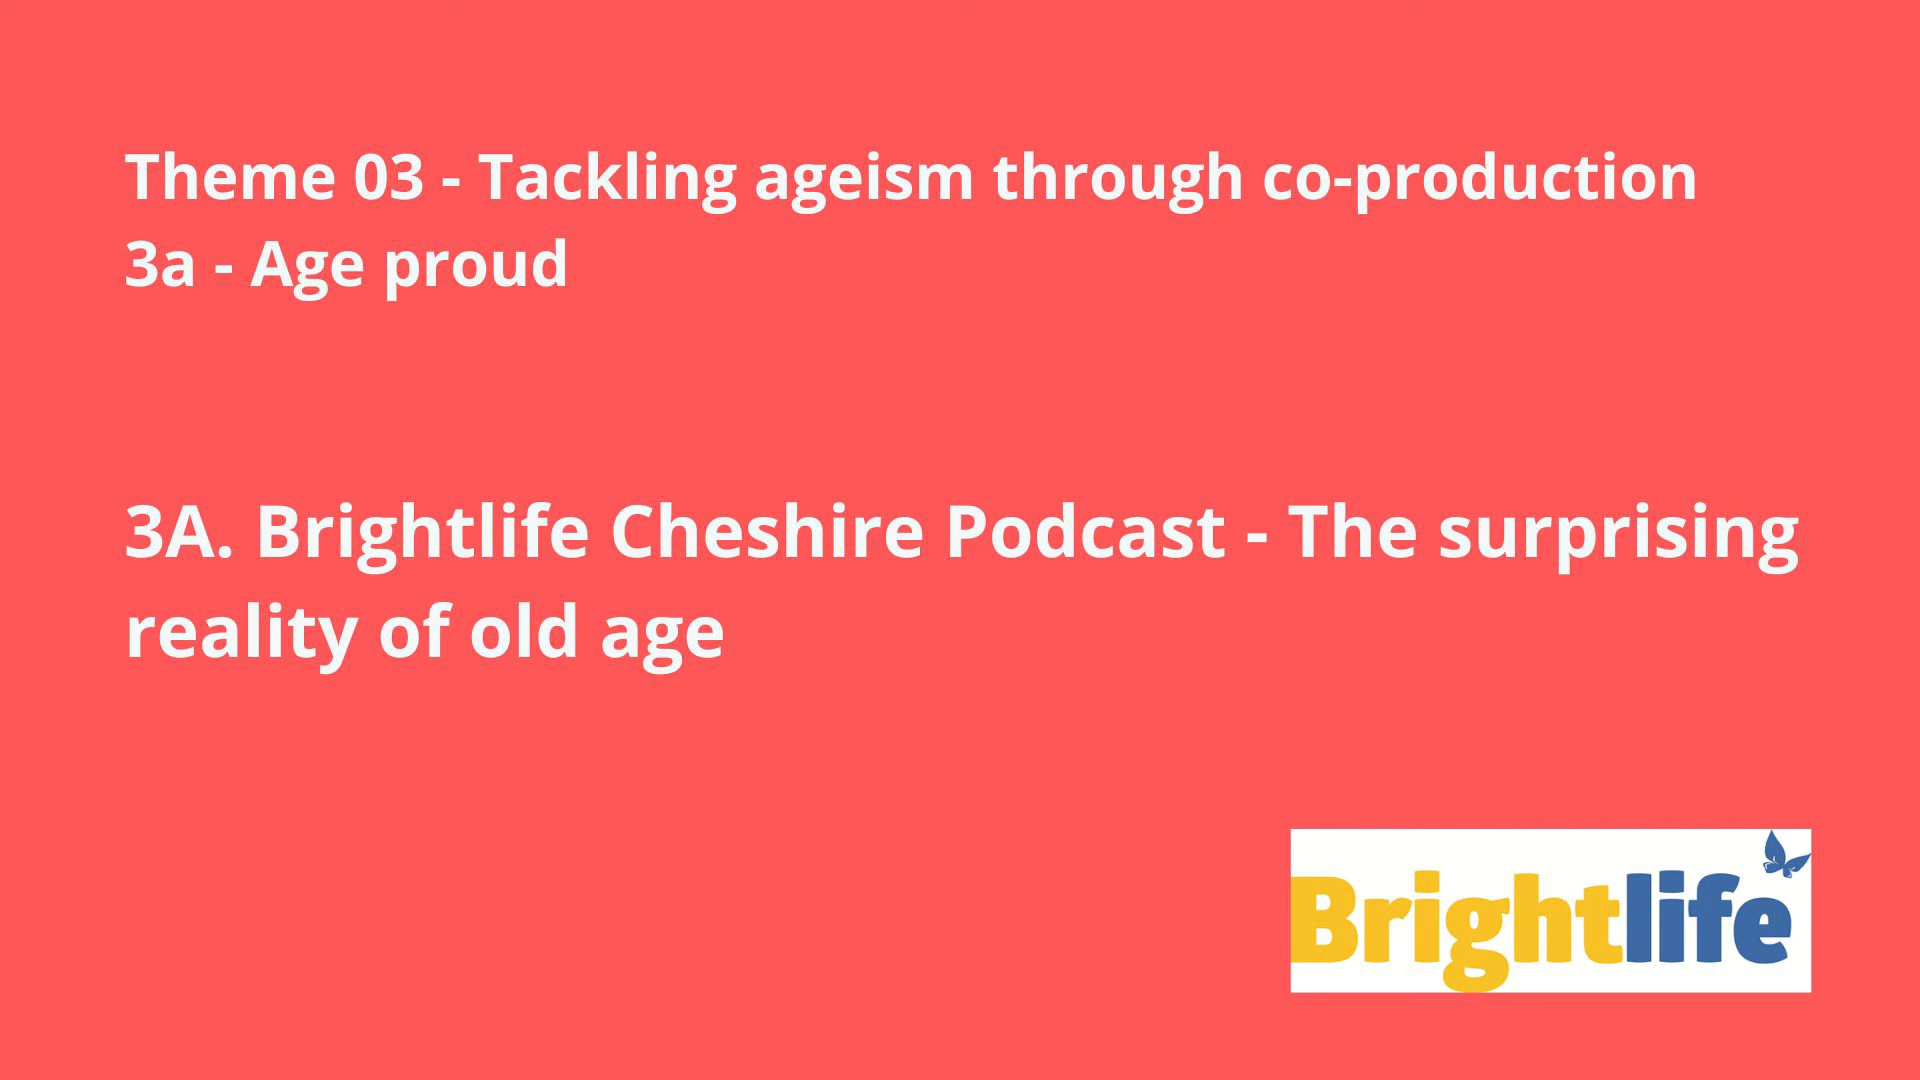 Theme 03 - Tackling ageism through co-production
3a - Age proud
3A. Brightlife Cheshire Podcast - The surprising
reality of old age
Brightlife